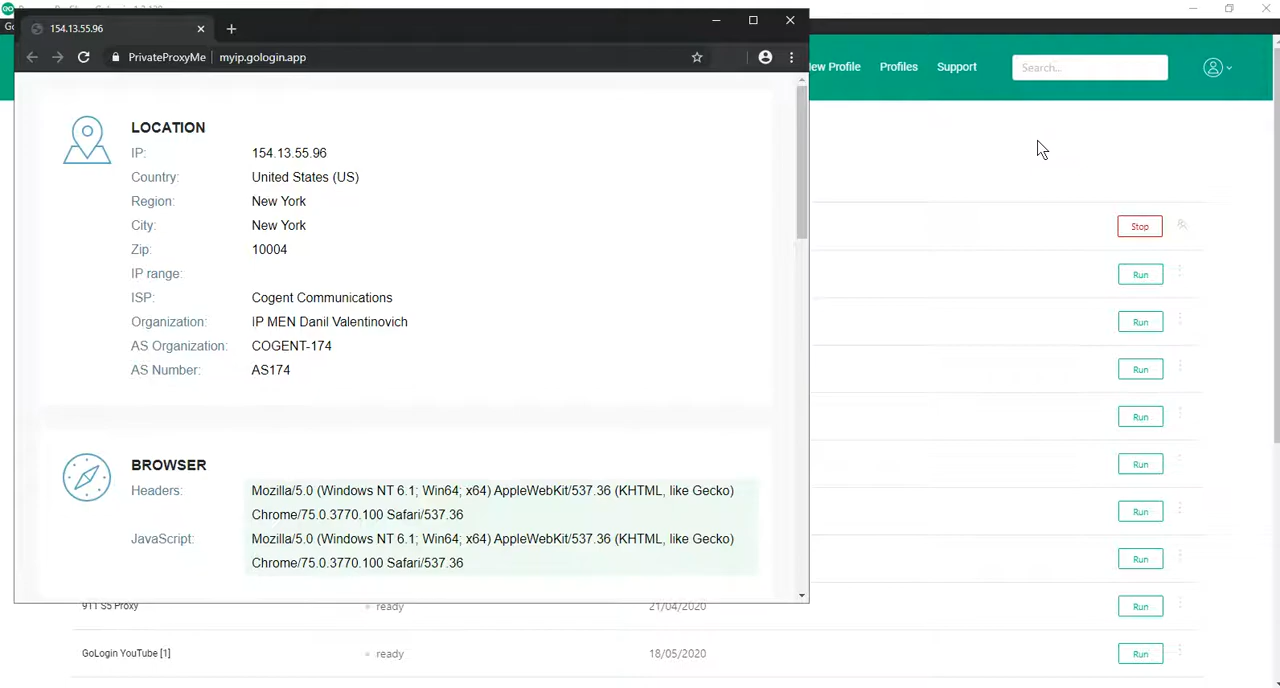 154.13.55.96
PrivateProxyMe
myip.gologin.app
New Profile
Profiles
Support
Search...
LOCATION
IP: 154.13.55.96
Country: United States (US)
Region: New York
City: New York
Zip: 10004
IP range:
ISP: Cogent Communications
Organization: IP MEN Danil Valentinovich
AS Organization: COGENT-174
AS Number: AS174
BROWSER
Headers: Mozilla/5.0 (Windows NT 6.1; Win64; x64) AppleWebKit/537.36 (KHTML, like Gecko)
Chrome/75.0.3770.100 Safari/537.36
JavaScript: Mozilla/5.0 (Windows NT 6.1; Win64; x64) AppleWebKit/537.36 (KHTML, like Gecko)
Chrome/75.0.3770.100 Safari/537.36
Stop
Run
Run
Run
Run
Run
Run
Run
911 S5 Proxy ready 21/04/2020 Run
GoLogin YouTube [1] ready 18/05/2020 Run